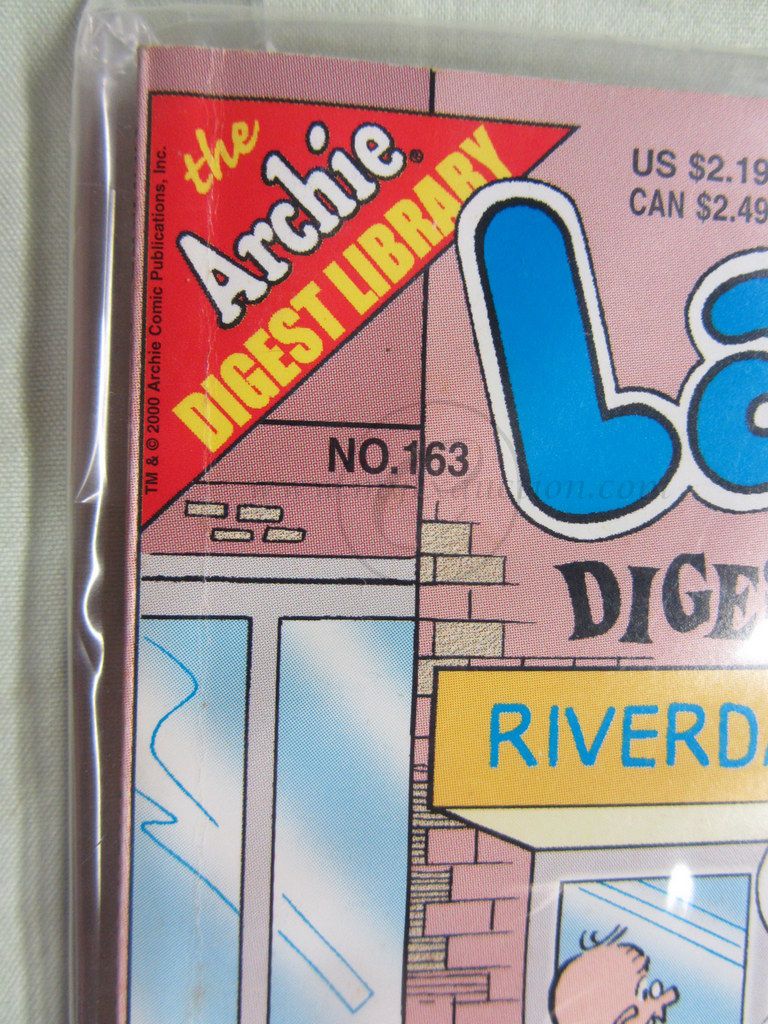 the
Archie®
DIGEST LIBRARY
TM & © 2000 Archie Comic Publications, Inc.
US $2.19
CAN $2.49
La
NO.163
DIGE
RIVERD